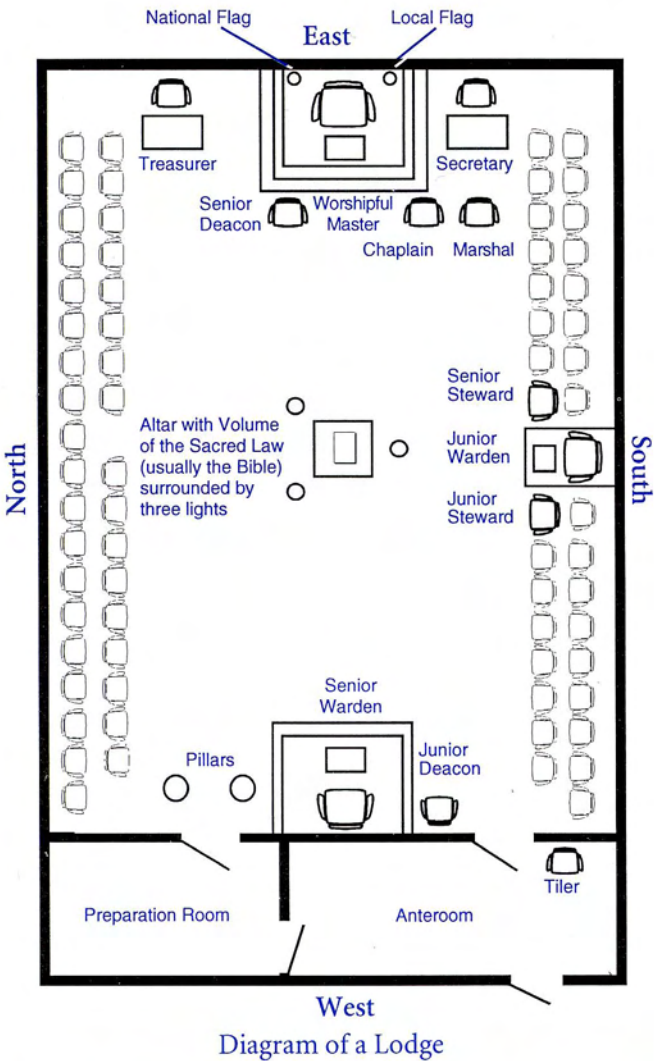 National Flag
Local Flag
East
Treasurer
Secretary
Senior
Deacon
Worshipful
Master
Chaplain
Marshal
Senior
Steward
Altar with Volume
of the Sacred Law
(usually the Bible)
surrounded by
three lights
Junior
Warden
North
South
Junior
Steward
Senior
Warden
Pillars
Junior
Deacon
Tiler
Preparation Room
Anteroom
West
Diagram of a Lodge